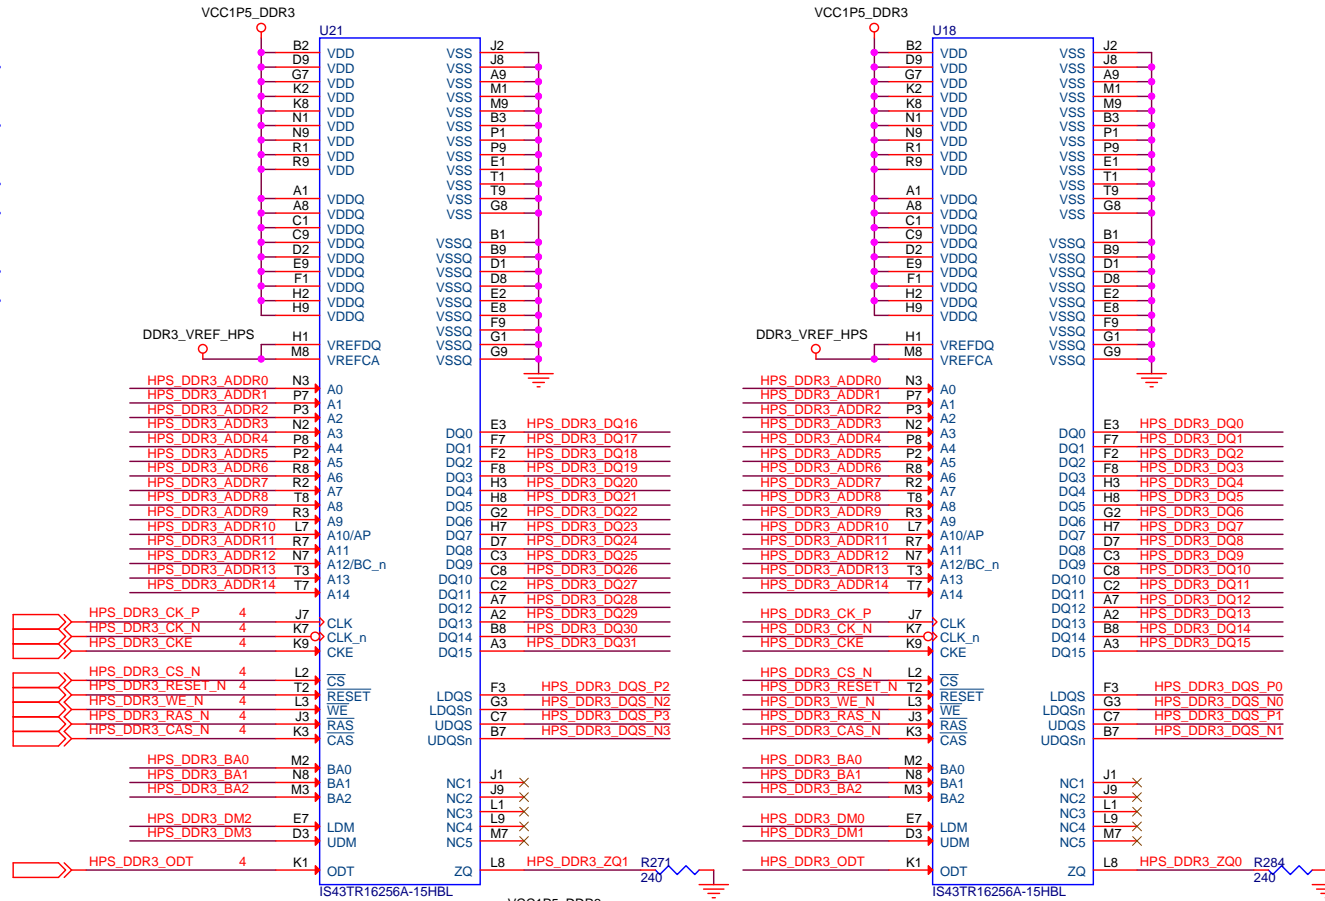 VCC1P5_DDR3
U21
B2 VDD VSS J2
D9 VDD VSS J8
G7 VDD VSS A9
K2 VDD VSS M1
K8 VDD VSS M9
N1 VDD VSS B3
N9 VDD VSS P1
R1 VDD VSS P9
R9 VDD VSS E1
VSS T1
A1 VDDQ VSS T9
A8 VDDQ VSS G8
C1 VDDQ
C9 VDDQ VSSQ B1
D2 VDDQ VSSQ B9
E9 VDDQ VSSQ D1
F1 VDDQ VSSQ D8
H2 VDDQ VSSQ E2
H9 VDDQ VSSQ E8
VSSQ F9
DDR3_VREF_HPS H1 VREFDQ VSSQ G1
M8 VREFCA VSSQ G9
HPS_DDR3_ADDR0 N3 A0
HPS_DDR3_ADDR1 P7 A1
HPS_DDR3_ADDR2 P3 A2
HPS_DDR3_ADDR3 N2 A3 DQ0 E3 HPS_DDR3_DQ16
HPS_DDR3_ADDR4 P8 A4 DQ1 F7 HPS_DDR3_DQ17
HPS_DDR3_ADDR5 P2 A5 DQ2 F2 HPS_DDR3_DQ18
HPS_DDR3_ADDR6 R8 A6 DQ3 F8 HPS_DDR3_DQ19
HPS_DDR3_ADDR7 R2 A7 DQ4 H3 HPS_DDR3_DQ20
HPS_DDR3_ADDR8 T8 A8 DQ5 H8 HPS_DDR3_DQ21
HPS_DDR3_ADDR9 R3 A9 DQ6 G2 HPS_DDR3_DQ22
HPS_DDR3_ADDR10 L7 A10/AP DQ7 H7 HPS_DDR3_DQ23
HPS_DDR3_ADDR11 R7 A11 DQ8 D7 HPS_DDR3_DQ24
HPS_DDR3_ADDR12 N7 A12/BC_n DQ9 C3 HPS_DDR3_DQ25
HPS_DDR3_ADDR13 T3 A13 DQ10 C8 HPS_DDR3_DQ26
HPS_DDR3_ADDR14 T7 A14 DQ11 C2 HPS_DDR3_DQ27
DQ12 A7 HPS_DDR3_DQ28
HPS_DDR3_CK_P 4 J7 CLK DQ13 A2 HPS_DDR3_DQ29
HPS_DDR3_CK_N 4 K7 CLK_n DQ14 B8 HPS_DDR3_DQ30
HPS_DDR3_CKE 4 K9 CKE DQ15 A3 HPS_DDR3_DQ31
HPS_DDR3_CS_N 4 L2 CS
HPS_DDR3_RESET_N 4 T2 RESET LDQS F3 HPS_DDR3_DQS_P2
HPS_DDR3_WE_N 4 L3 WE LDQSn G3 HPS_DDR3_DQS_N2
HPS_DDR3_RAS_N 4 J3 RAS UDQS C7 HPS_DDR3_DQS_P3
HPS_DDR3_CAS_N 4 K3 CAS UDQSn B7 HPS_DDR3_DQS_N3
HPS_DDR3_BA0 M2 BA0
HPS_DDR3_BA1 N8 BA1 NC1 J1
HPS_DDR3_BA2 M3 BA2 NC2 J9
NC3 L1
HPS_DDR3_DM2 E7 LDM NC4 L9
HPS_DDR3_DM3 D3 UDM NC5 M7
HPS_DDR3_ODT 4 K1 ODT ZQ L8 HPS_DDR3_ZQ1 R271
240
IS43TR16256A-15HBL
VCC1P5_DDR3
U18
B2 VDD VSS J2
D9 VDD VSS J8
G7 VDD VSS A9
K2 VDD VSS M1
K8 VDD VSS M9
N1 VDD VSS B3
N9 VDD VSS P1
R1 VDD VSS P9
R9 VDD VSS E1
VSS T1
A1 VDDQ VSS T9
A8 VDDQ VSS G8
C1 VDDQ
C9 VDDQ VSSQ B1
D2 VDDQ VSSQ B9
E9 VDDQ VSSQ D1
F1 VDDQ VSSQ D8
H2 VDDQ VSSQ E2
H9 VDDQ VSSQ E8
VSSQ F9
DDR3_VREF_HPS H1 VREFDQ VSSQ G1
M8 VREFCA VSSQ G9
HPS_DDR3_ADDR0 N3 A0
HPS_DDR3_ADDR1 P7 A1
HPS_DDR3_ADDR2 P3 A2
HPS_DDR3_ADDR3 N2 A3 DQ0 E3 HPS_DDR3_DQ0
HPS_DDR3_ADDR4 P8 A4 DQ1 F7 HPS_DDR3_DQ1
HPS_DDR3_ADDR5 P2 A5 DQ2 F2 HPS_DDR3_DQ2
HPS_DDR3_ADDR6 R8 A6 DQ3 F8 HPS_DDR3_DQ3
HPS_DDR3_ADDR7 R2 A7 DQ4 H3 HPS_DDR3_DQ4
HPS_DDR3_ADDR8 T8 A8 DQ5 H8 HPS_DDR3_DQ5
HPS_DDR3_ADDR9 R3 A9 DQ6 G2 HPS_DDR3_DQ6
HPS_DDR3_ADDR10 L7 A10/AP DQ7 H7 HPS_DDR3_DQ7
HPS_DDR3_ADDR11 R7 A11 DQ8 D7 HPS_DDR3_DQ8
HPS_DDR3_ADDR12 N7 A12/BC_n DQ9 C3 HPS_DDR3_DQ9
HPS_DDR3_ADDR13 T3 A13 DQ10 C8 HPS_DDR3_DQ10
HPS_DDR3_ADDR14 T7 A14 DQ11 C2 HPS_DDR3_DQ11
DQ12 A7 HPS_DDR3_DQ12
HPS_DDR3_CK_P J7 CLK DQ13 A2 HPS_DDR3_DQ13
HPS_DDR3_CK_N K7 CLK_n DQ14 B8 HPS_DDR3_DQ14
HPS_DDR3_CKE K9 CKE DQ15 A3 HPS_DDR3_DQ15
HPS_DDR3_CS_N L2 CS
HPS_DDR3_RESET_N T2 RESET LDQS F3 HPS_DDR3_DQS_P0
HPS_DDR3_WE_N L3 WE LDQSn G3 HPS_DDR3_DQS_N0
HPS_DDR3_RAS_N J3 RAS UDQS C7 HPS_DDR3_DQS_P1
HPS_DDR3_CAS_N K3 CAS UDQSn B7 HPS_DDR3_DQS_N1
HPS_DDR3_BA0 M2 BA0
HPS_DDR3_BA1 N8 BA1 NC1 J1
HPS_DDR3_BA2 M3 BA2 NC2 J9
NC3 L1
HPS_DDR3_DM0 E7 LDM NC4 L9
HPS_DDR3_DM1 D3 UDM NC5 M7
HPS_DDR3_ODT K1 ODT ZQ L8 HPS_DDR3_ZQ0 R284
240
IS43TR16256A-15HBL